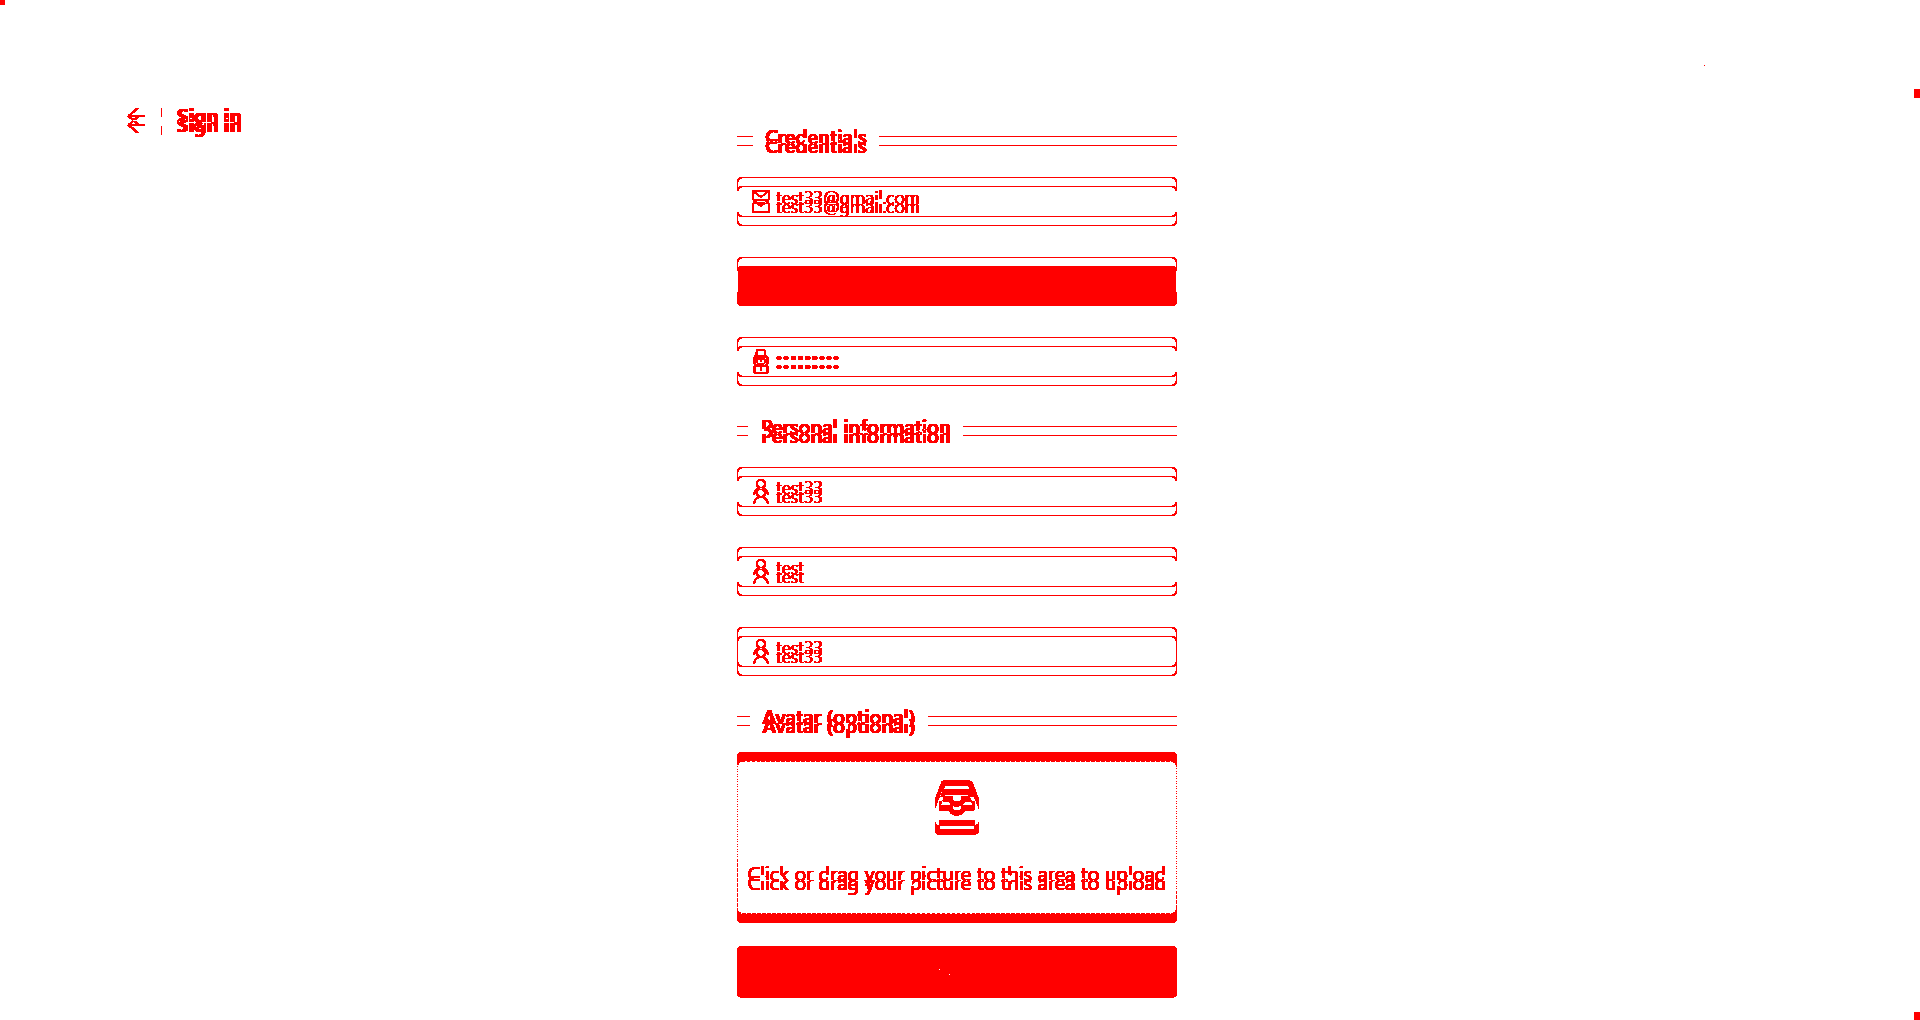 Sign in
Credentials
test33@gmail.com
•••••••••
Personal information
test33
test
test33
Avatar (optional)
Click or drag your picture to this area to upload